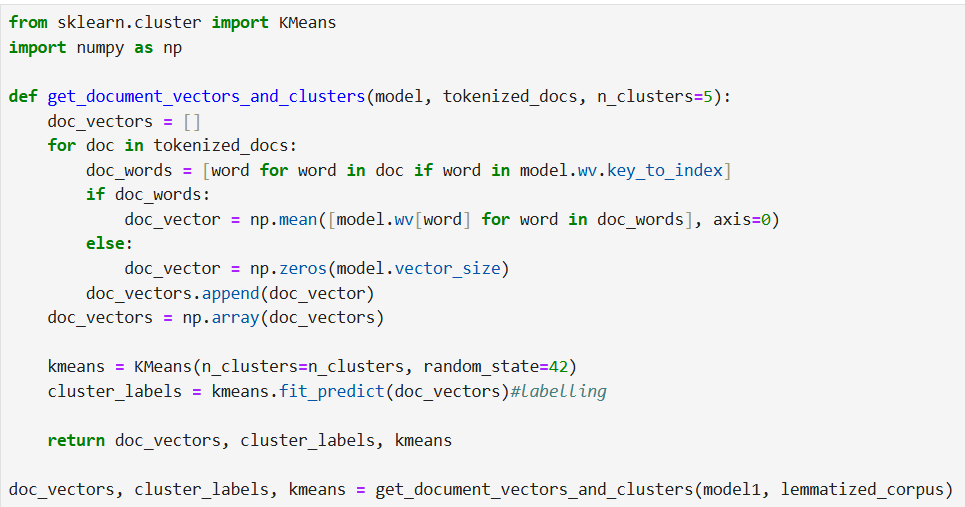 from sklearn.cluster import KMeans
import numpy as np

def get_document_vectors_and_clusters(model, tokenized_docs, n_clusters=5):
    doc_vectors = []
    for doc in tokenized_docs:
        doc_words = [word for word in doc if word in model.wv.key_to_index]
        if doc_words:
            doc_vector = np.mean([model.wv[word] for word in doc_words], axis=0)
        else:
            doc_vector = np.zeros(model.vector_size)
        doc_vectors.append(doc_vector)
    doc_vectors = np.array(doc_vectors)

    kmeans = KMeans(n_clusters=n_clusters, random_state=42)
    cluster_labels = kmeans.fit_predict(doc_vectors)#labelling

    return doc_vectors, cluster_labels, kmeans

doc_vectors, cluster_labels, kmeans = get_document_vectors_and_clusters(model1, lemmatized_corpus)